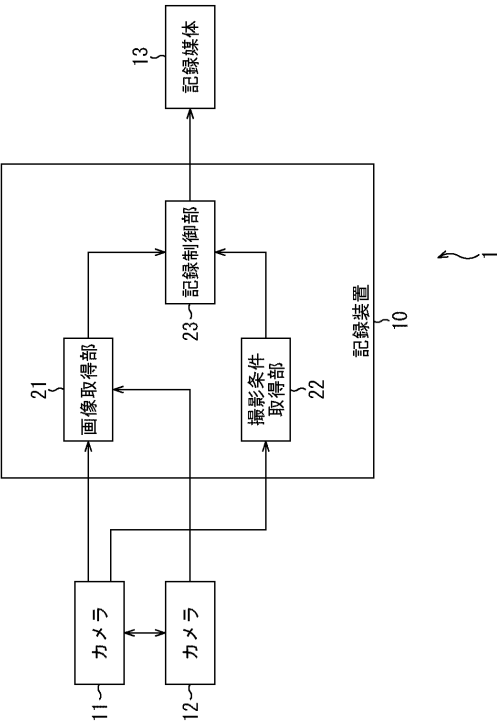 カメラ
11
カメラ
12
画像取得部
21
撮影条件
取得部
22
記録制御部
23
記録装置
10
記録媒体
13
1